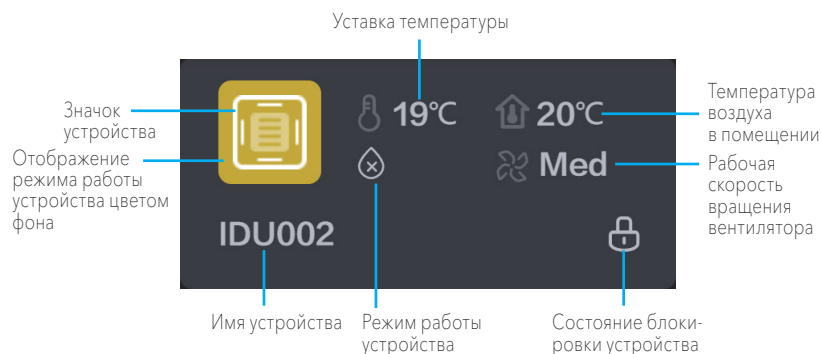 Уставка температуры
19°C
20°C
Med
IDU002
Значок
устройства
Отображение
режима работы
устройства цветом
фона
Температура
воздуха
в помещении
Рабочая
скорость
вращения
вентилятора
Имя устройства
Режим работы
устройства
Состояние блоки-
ровки устройства